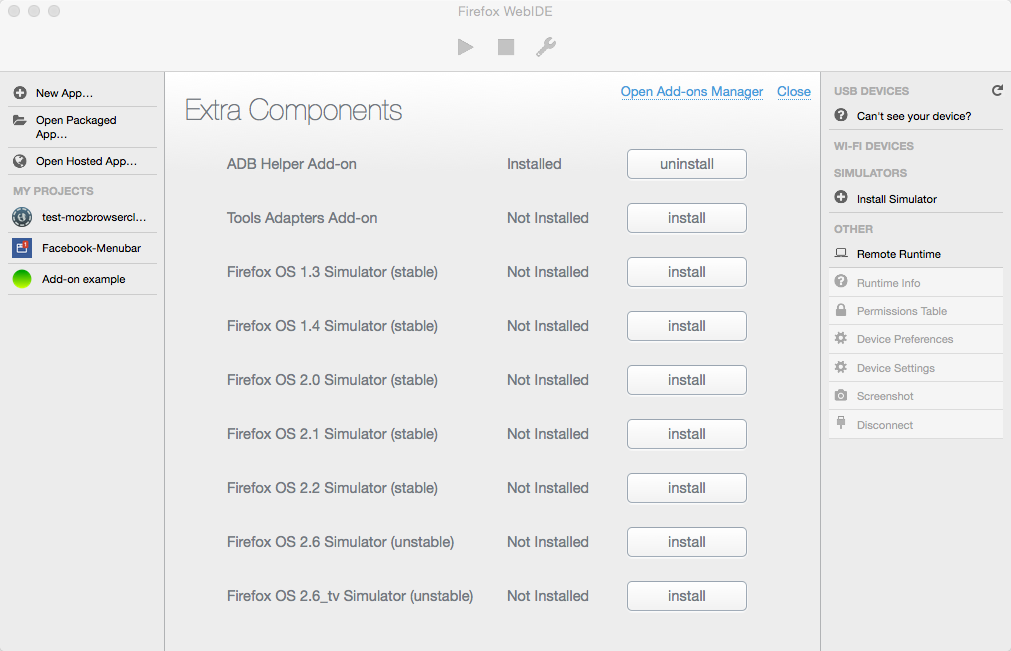 Firefox WebIDE
New App...
Open Packaged
App...
Open Hosted App...
MY PROJECTS
test-mozbrowsercl...
Facebook-Menubar
Add-on example
Open Add-ons Manager Close
Extra Components
ADB Helper Add-on Installed uninstall
Tools Adapters Add-on Not Installed install
Firefox OS 1.3 Simulator (stable) Not Installed install
Firefox OS 1.4 Simulator (stable) Not Installed install
Firefox OS 2.0 Simulator (stable) Not Installed install
Firefox OS 2.1 Simulator (stable) Not Installed install
Firefox OS 2.2 Simulator (stable) Not Installed install
Firefox OS 2.6 Simulator (unstable) Not Installed install
Firefox OS 2.6_tv Simulator (unstable) Not Installed install
USB DEVICES
Can't see your device?
WI-FI DEVICES
SIMULATORS
Install Simulator
OTHER
Remote Runtime
Runtime Info
Permissions Table
Device Preferences
Device Settings
Screenshot
Disconnect